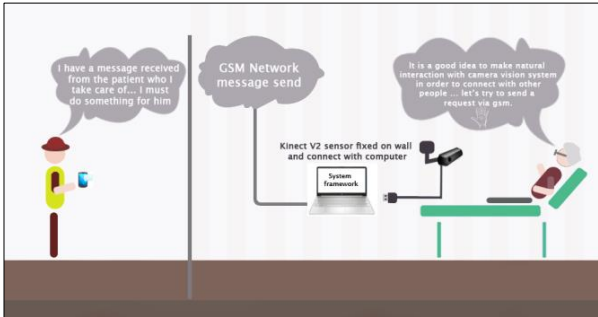 I have a message received
from the patient who I
take care of... I must
do something for him
GSM Network
message send
It is a good idea to make natural
interaction with camera vision system
in order to connect with other
people ... let's try to send a
request via gsm.
Kinect V2 sensor fixed on wall
and connect with computer
System
framework